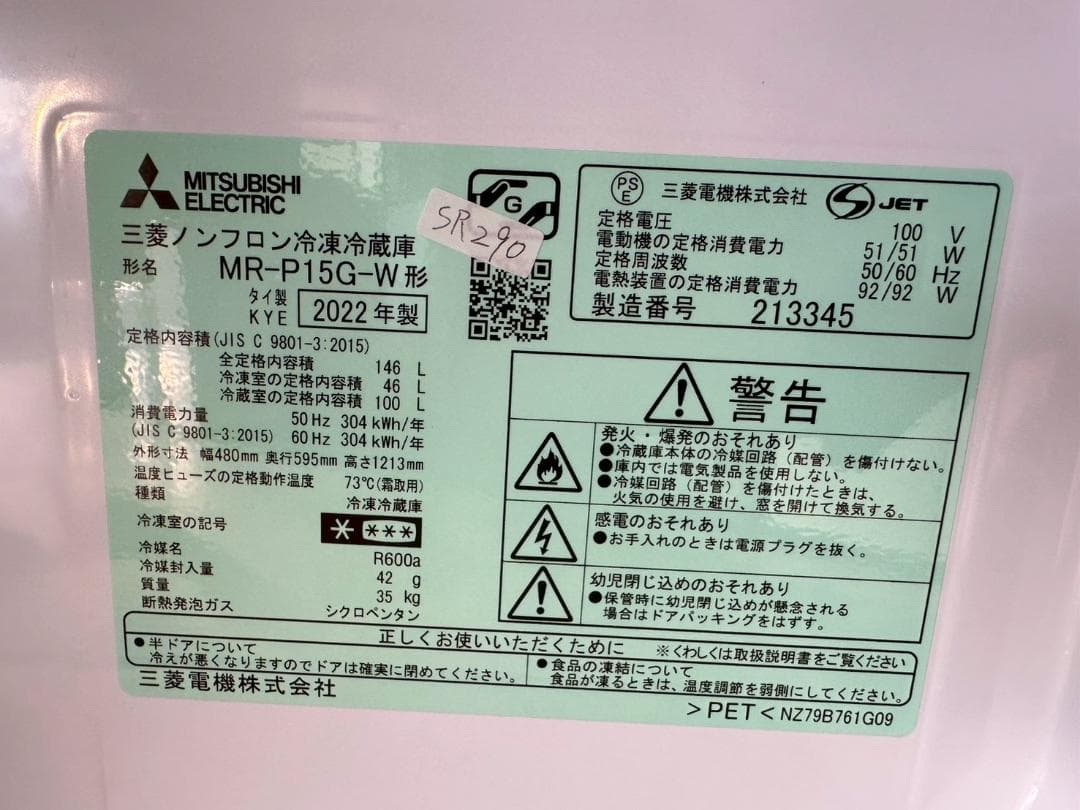 MITSUBISHI
ELECTRIC
G
SR290
三菱ノンフロン冷凍冷蔵庫
形名 MR-P15G-W形
タイ製
KYE 2022年製
定格内容積(JIS C 9801-3:2015)
全定格内容積 146 L
冷凍室の定格内容積 46 L
冷蔵室の定格内容積 100 L
消費電力量 50Hz 304kWh/年
(JIS C 9801-3:2015) 60Hz 304kWh/年
外形寸法 幅480mm 奥行595mm 高さ1213mm
温度ヒューズの定格動作温度 73℃(霜取用)
種類 冷凍冷蔵庫
冷凍室の記号 * ***
冷媒名 R600a
冷媒封入量 42 g
質量 35 kg
断熱発泡ガス シクロペンタン
PS
E
三菱電機株式会社
JET
定格電圧 100 V
電動機の定格消費電力 51/51 W
定格周波数 50/60 Hz
電熱装置の定格消費電力 92/92 W
製造番号 213345
警告
発火・爆発のおそれあり
●冷蔵庫本体の冷媒回路(配管)を傷付けない。
●庫内では電気製品を使用しない。
●冷媒回路(配管)を傷付けたときは、
火気の使用を避け、窓を開けて換気する。
感電のおそれあり
●お手入れのときは電源プラグを抜く。
幼児閉じ込めのおそれあり
●保管時に幼児閉じ込めが懸念される
場合はドアパッキングをはずす。
正しくお使いいただくために ※くわしくは取扱説明書をご覧ください
●半ドアについて
冷えが悪くなりますのでドアは確実に閉めてください。
●食品の凍結について
食品が凍るときは、温度調節を弱側にしてください。
三菱電機株式会社
>PET< NZ79B761G09